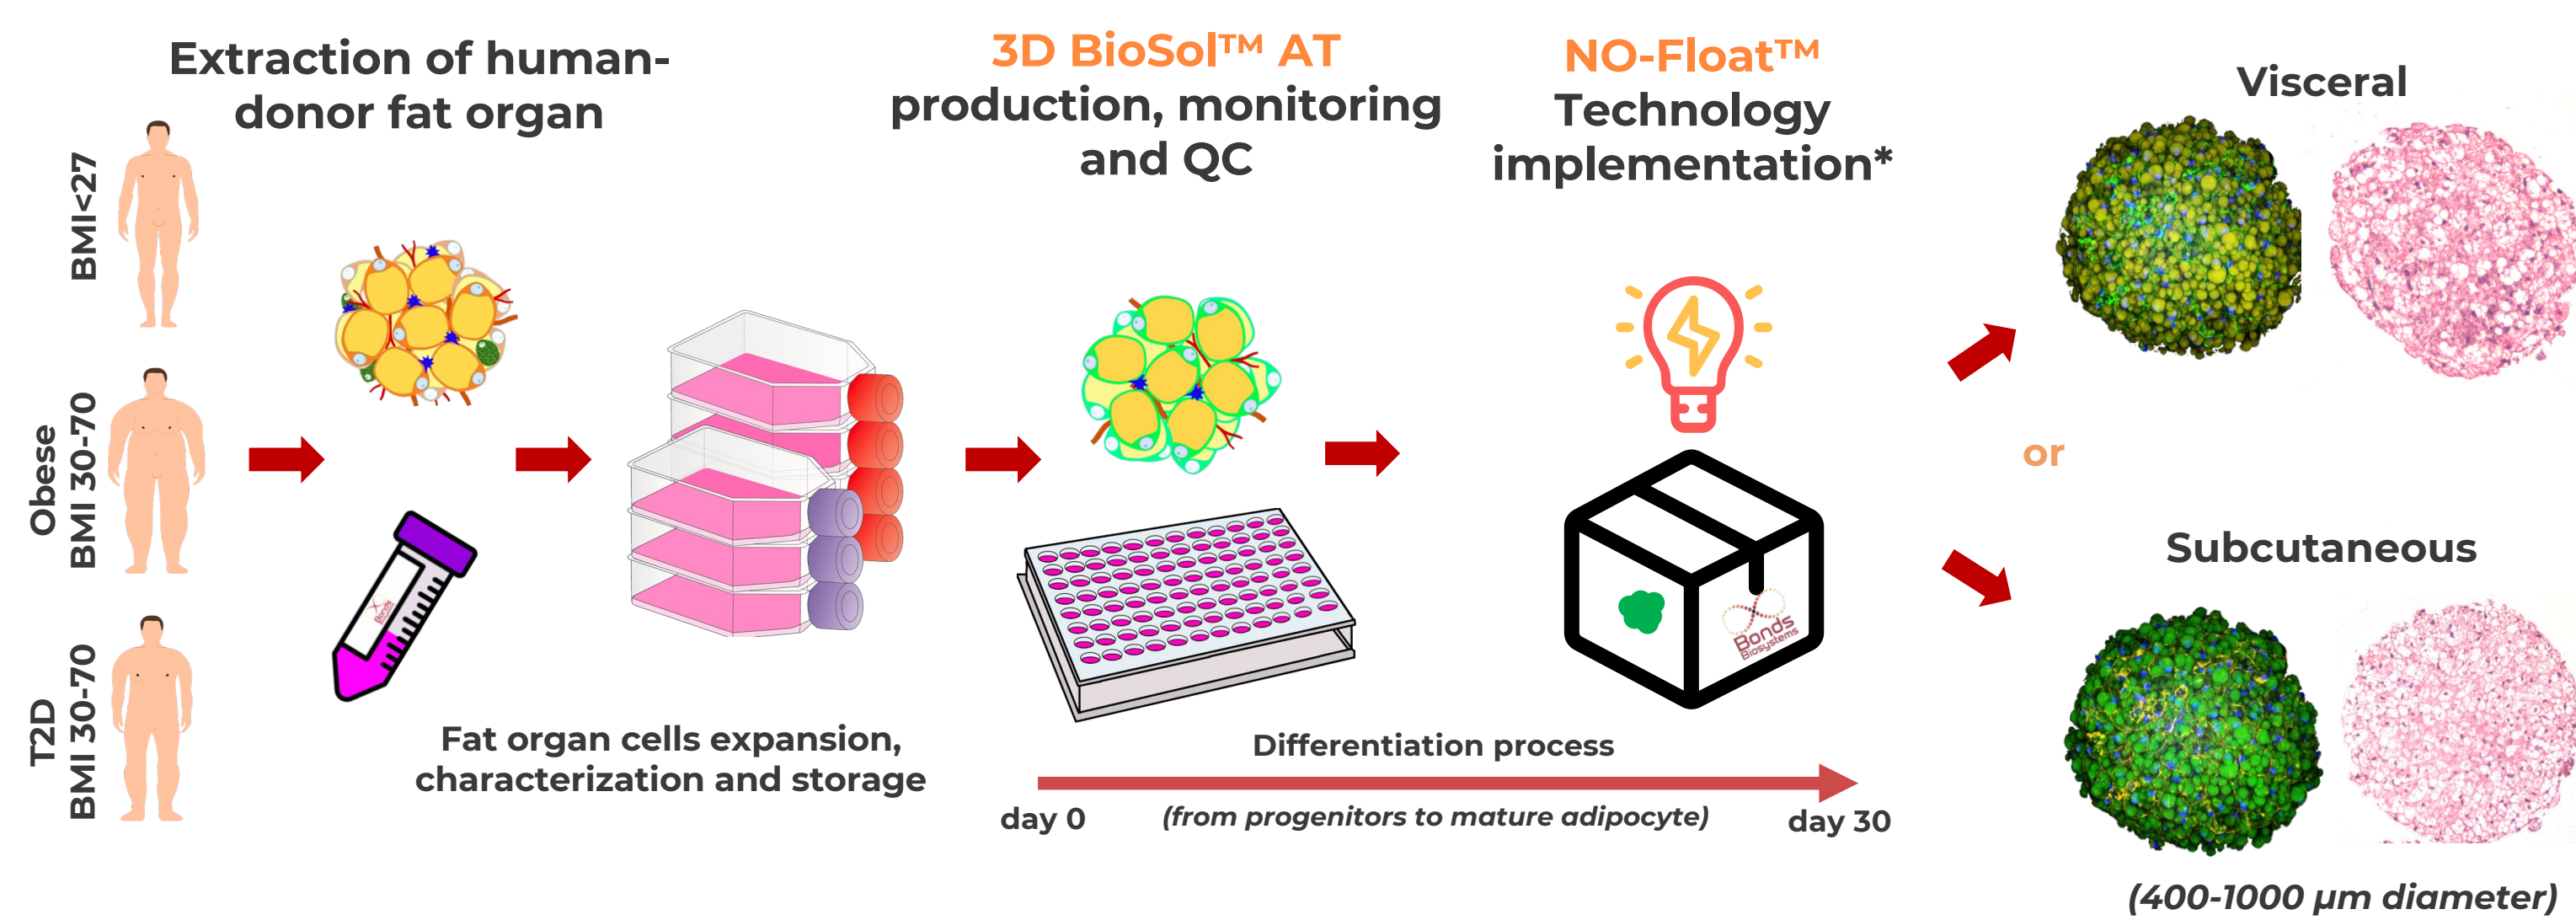 Extraction of human-
donor fat organ
BMI<27
Obese
BMI 30-70
T2D
BMI 30-70
Fat organ cells expansion,
characterization and storage
3D BioSol™ AT
production, monitoring
and QC
NO-Float™
Technology
implementation*
Bonds
Biosystems
Bonds
Biosystems
Differentiation process
day 0
(from progenitors to mature adipocyte)
day 30
Visceral
or
Subcutaneous
(400-1000 µm diameter)